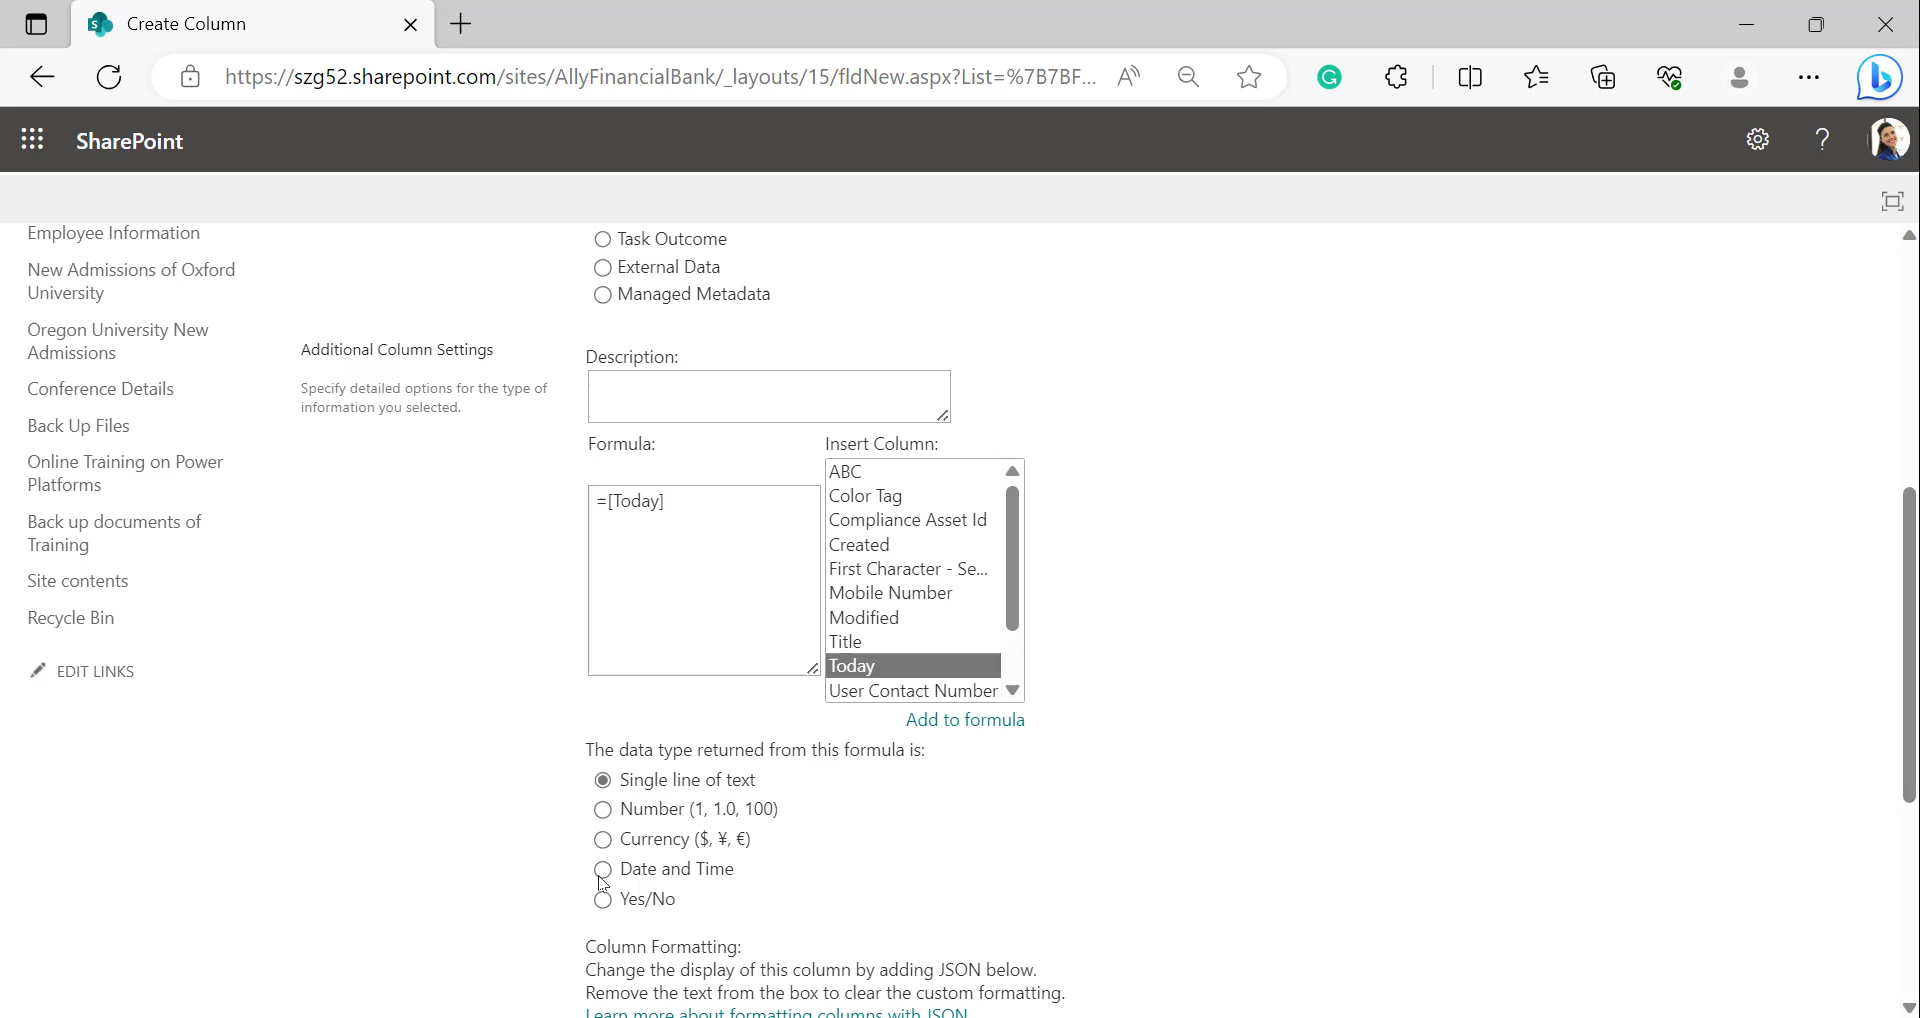 Create Column
https://szg52.sharepoint.com/sites/AllyFinancialBank/_layouts/15/fldNew.aspx?List=%7B7BF...
SharePoint
Employee Information
New Admissions of Oxford
University
Oregon University New
Admissions
Conference Details
Back Up Files
Online Training on Power
Platforms
Back up documents of
Training
Site contents
Recycle Bin
EDIT LINKS
Additional Column Settings
Specify detailed options for the type of
information you selected.
Task Outcome
External Data
Managed Metadata
Description:
Formula:
=[Today]
Insert Column:
ABC
Color Tag
Compliance Asset Id
Created
First Character - Se...
Mobile Number
Modified
Title
Today
User Contact Number
Add to formula
The data type returned from this formula is:
Single line of text
Number (1, 1.0, 100)
Currency ($, ¥, €)
Date and Time
Yes/No
Column Formatting:
Change the display of this column by adding JSON below.
Remove the text from the box to clear the custom formatting.
Learn more about formatting columns with JSON